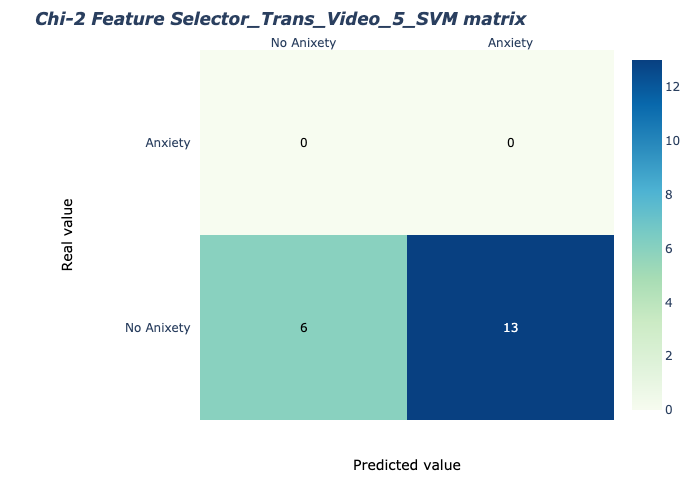 Chi-2 Feature Selector_Trans_Video_5_SVM matrix
No Anixety
Anxiety
Anxiety
0
0
No Anixety
6
13
Real value
Predicted value
12
10
8
6
4
2
0